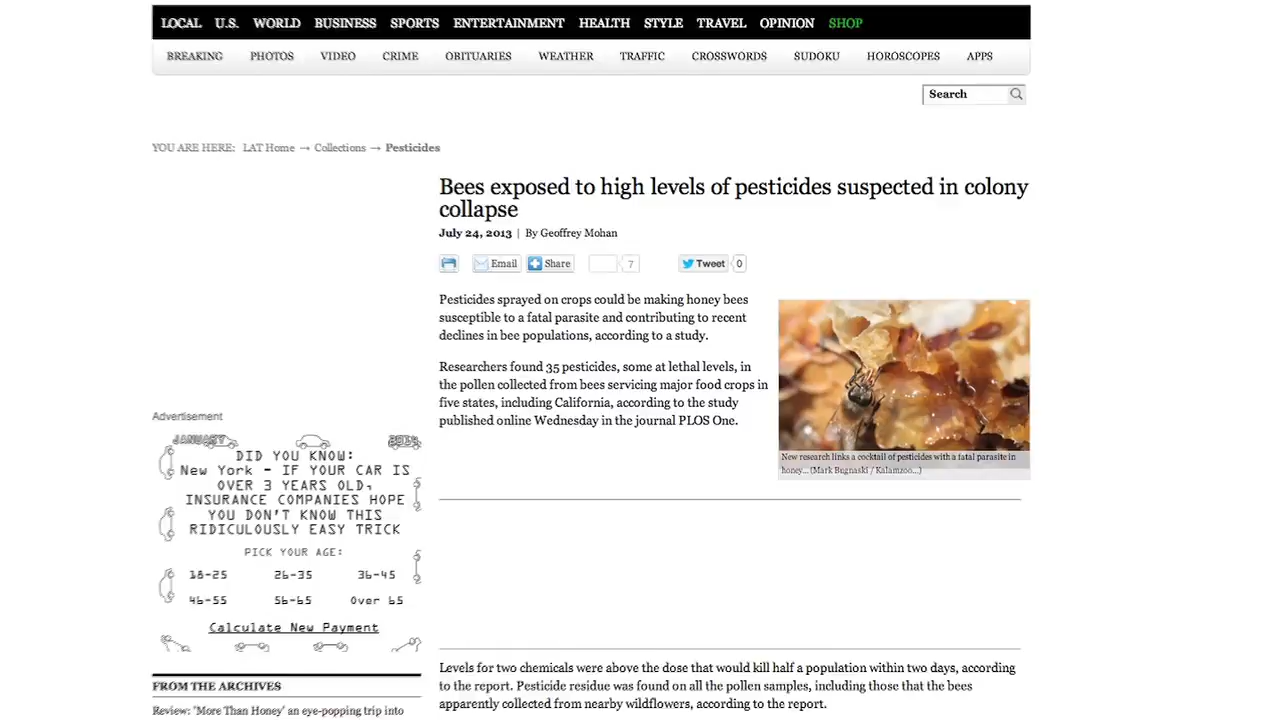 LOCAL U.S. WORLD BUSINESS SPORTS ENTERTAINMENT HEALTH STYLE TRAVEL OPINION SHOP
BREAKING PHOTOS VIDEO CRIME OBITUARIES WEATHER TRAFFIC CROSSWORDS SUDOKU HOROSCOPES APPS
Search
YOU ARE HERE: LAT Home → Collections → Pesticides
Bees exposed to high levels of pesticides suspected in colony
collapse
July 24, 2013 | By Geoffrey Mohan
Email Share 7 Tweet 0
Pesticides sprayed on crops could be making honey bees
susceptible to a fatal parasite and contributing to recent
declines in bee populations, according to a study.
Researchers found 35 pesticides, some at lethal levels, in
the pollen collected from bees servicing major food crops in
five states, including California, according to the study
published online Wednesday in the journal PLOS One.
New research links a cocktail of pesticides with a fatal parasite in
honey... (Mark Bugnaski / Kalamzoo...)
Advertisement
JANUARY 2014
DID YOU KNOW:
New York - IF YOUR CAR IS
OVER 3 YEARS OLD,
INSURANCE COMPANIES HOPE
YOU DON'T KNOW THIS
RIDICULOUSLY EASY TRICK
PICK YOUR AGE:
18-25 26-35 36-45
46-55 56-65 Over 65
Calculate New Payment
FROM THE ARCHIVES
Review: 'More Than Honey' an eye-popping trip into
Levels for two chemicals were above the dose that would kill half a population within two days, according
to the report. Pesticide residue was found on all the pollen samples, including those that the bees
apparently collected from nearby wildflowers, according to the report.